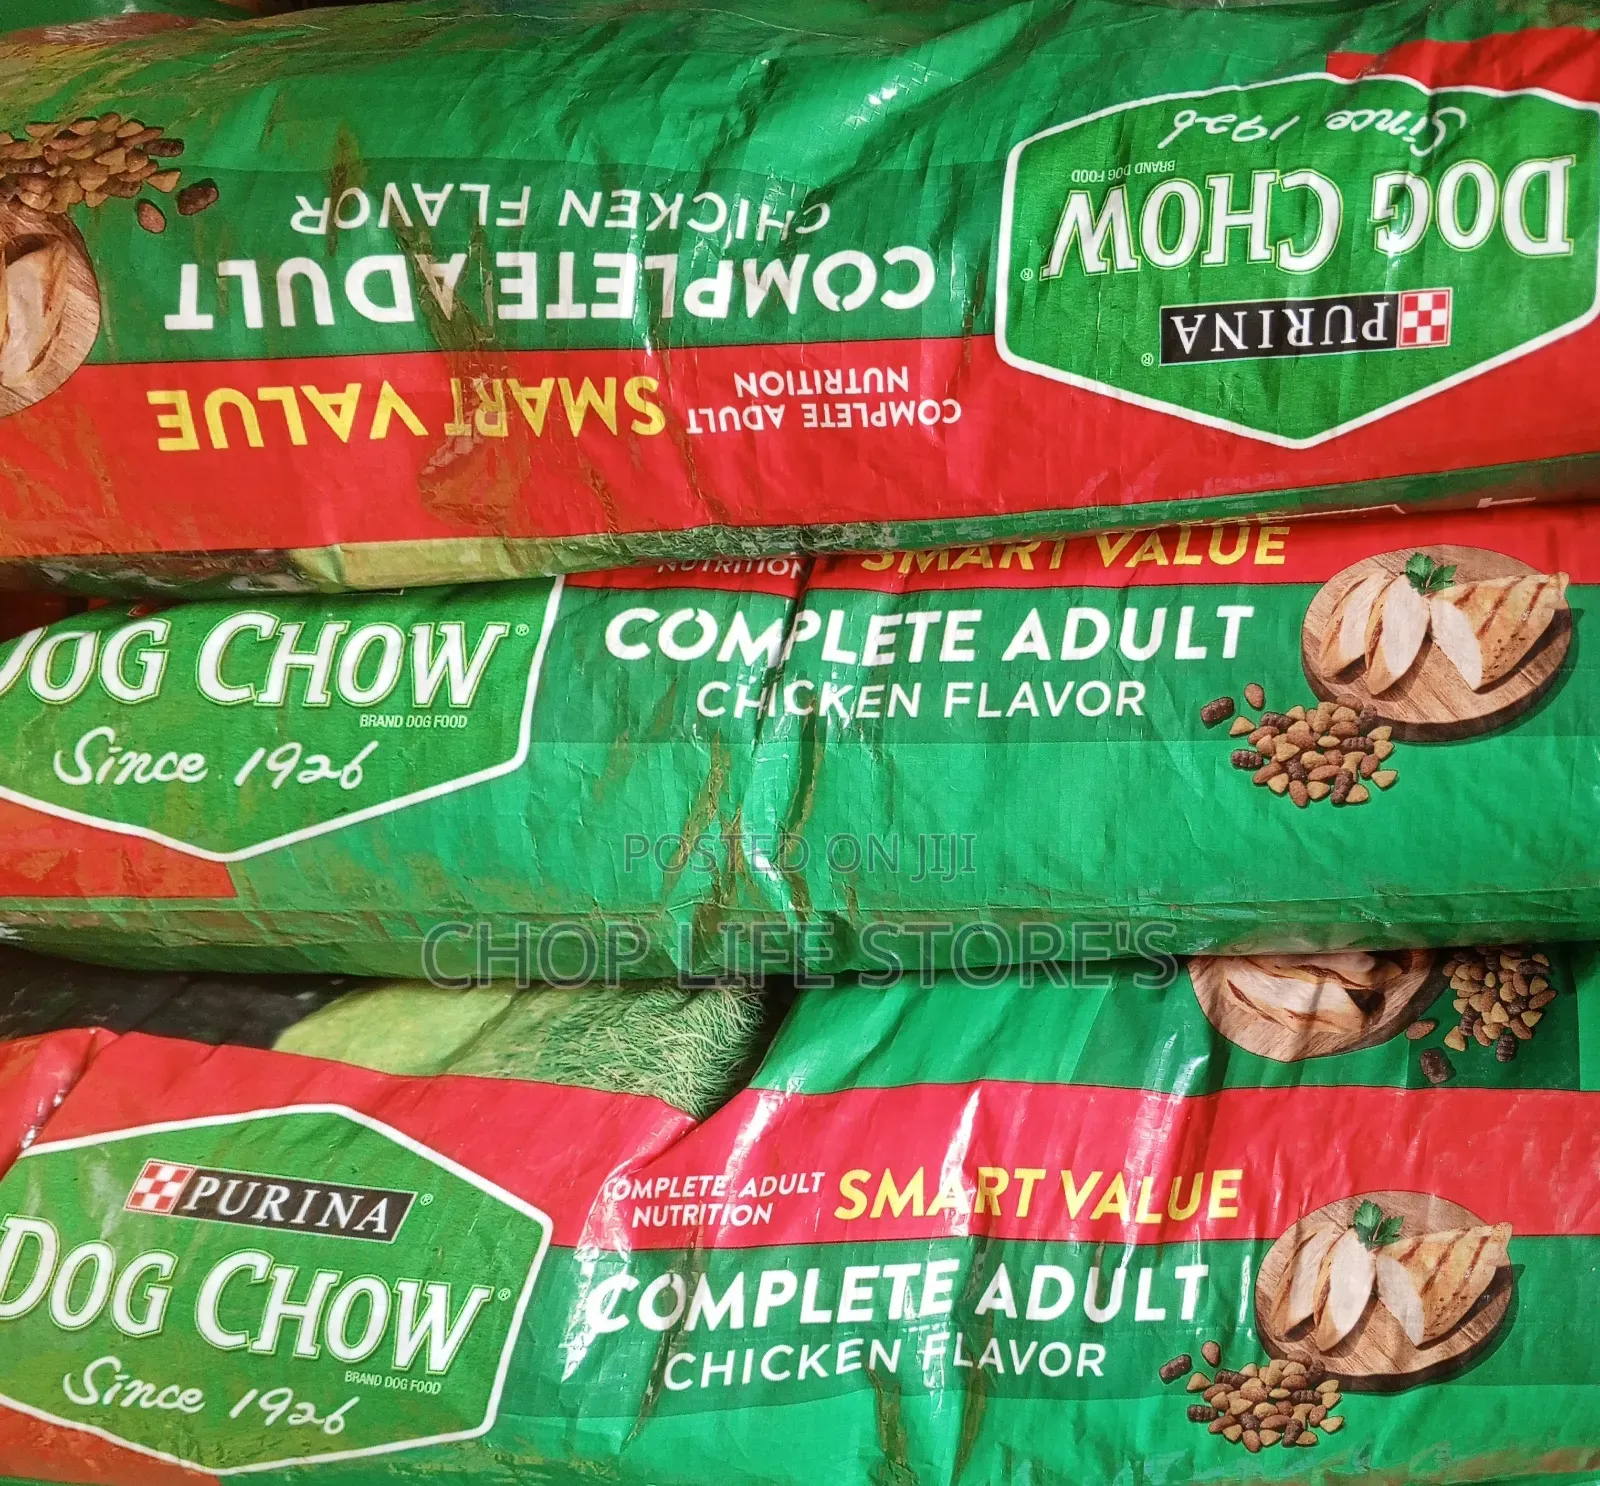 Since 1926
DOG CHOW®
BRAND DOG FOOD
PURINA®
CHICKEN FLAVOR
COMPLETE ADULT
COMPLETE ADULT
NUTRITION
SMART VALUE
NUTRITION
SMART VALUE
DOG CHOW®
BRAND DOG FOOD
Since 1926
COMPLETE ADULT
CHICKEN FLAVOR
POSTED ON JIJI
CHOP LIFE STORE'S
PURINA®
DOG CHOW®
BRAND DOG FOOD
Since 1926
COMPLETE ADULT
NUTRITION
SMART VALUE
COMPLETE ADULT
CHICKEN FLAVOR